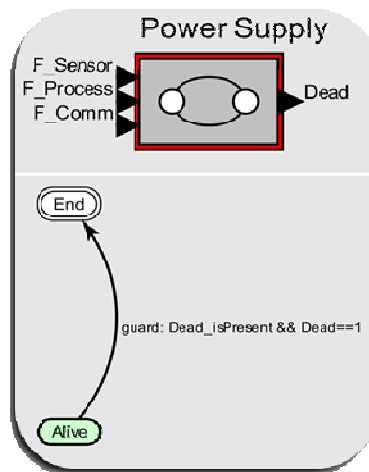 Power Supply
F_Sensor
F_Process
F_Comm
Dead
End
guard: Dead_isPresent && Dead==1
Alive